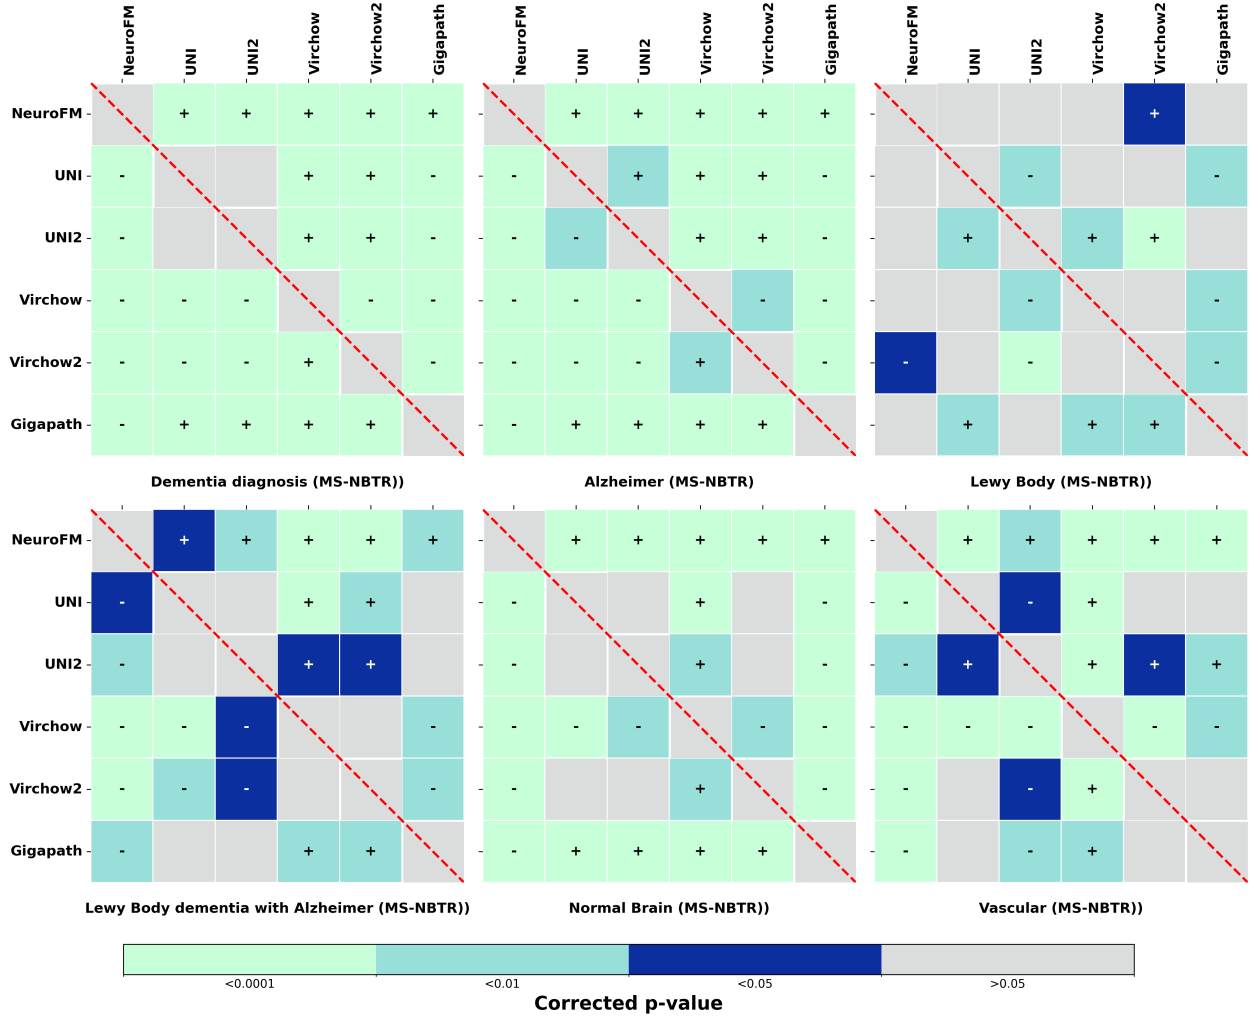 NeuroFM UNI UNI2 Virchow Virchow2 Gigapath NeuroFM UNI UNI2 Virchow Virchow2 Gigapath NeuroFM UNI UNI2 Virchow Virchow2 Gigapath
NeuroFM + + + + + + + + + + +
UNI - + + - - + + + - - -
UNI2 - + + - - - + + - + + +
Virchow - - - - - - - - - - - -
Virchow2 - - - + - - - - + - - - -
Gigapath - + + + + - + + + + + + +
Dementia diagnosis (MS-NBTR)) Alzheimer (MS-NBTR) Lewy Body (MS-NBTR))
NeuroFM + + + + + + + + + + + + + + +
UNI - + + - + - - - +
UNI2 - + + - + - - + + + +
Virchow - - - - - - - - - - - - - -
Virchow2 - - - - - + - - - +
Gigapath - + + - + + + + - - +
Lewy Body dementia with Alzheimer (MS-NBTR)) Normal Brain (MS-NBTR)) Vascular (MS-NBTR))
<0.0001 <0.01 <0.05 >0.05
Corrected p-value